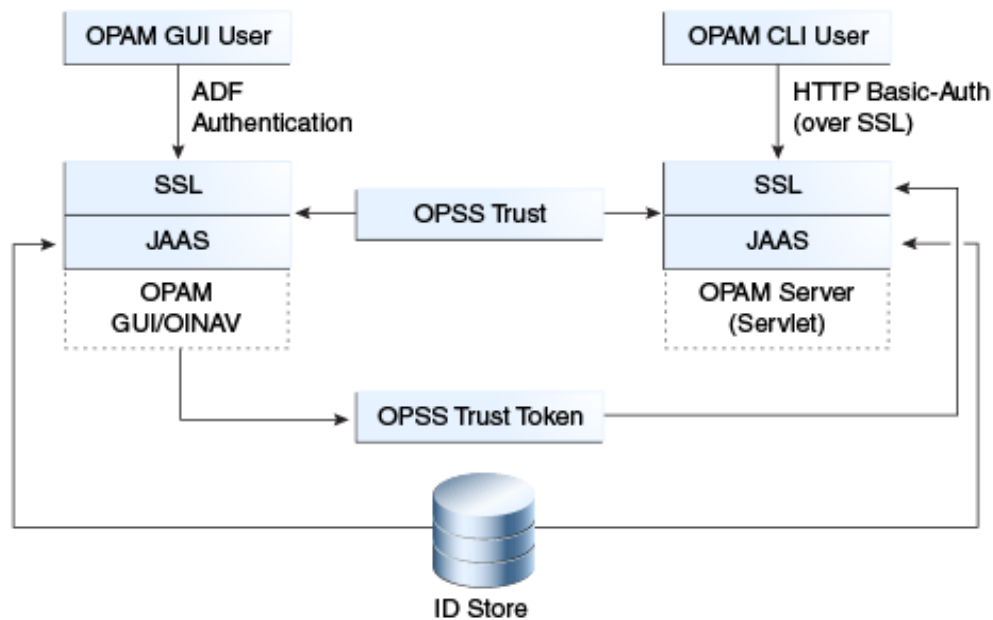 OPAM GUI User
OPAM CLI User
ADF
Authentication
HTTP Basic-Auth
(over SSL)
SSL
JAAS
OPAM
GUI/OINAV
OPSS Trust
SSL
JAAS
OPAM Server
(Servlet)
OPSS Trust Token
ID Store